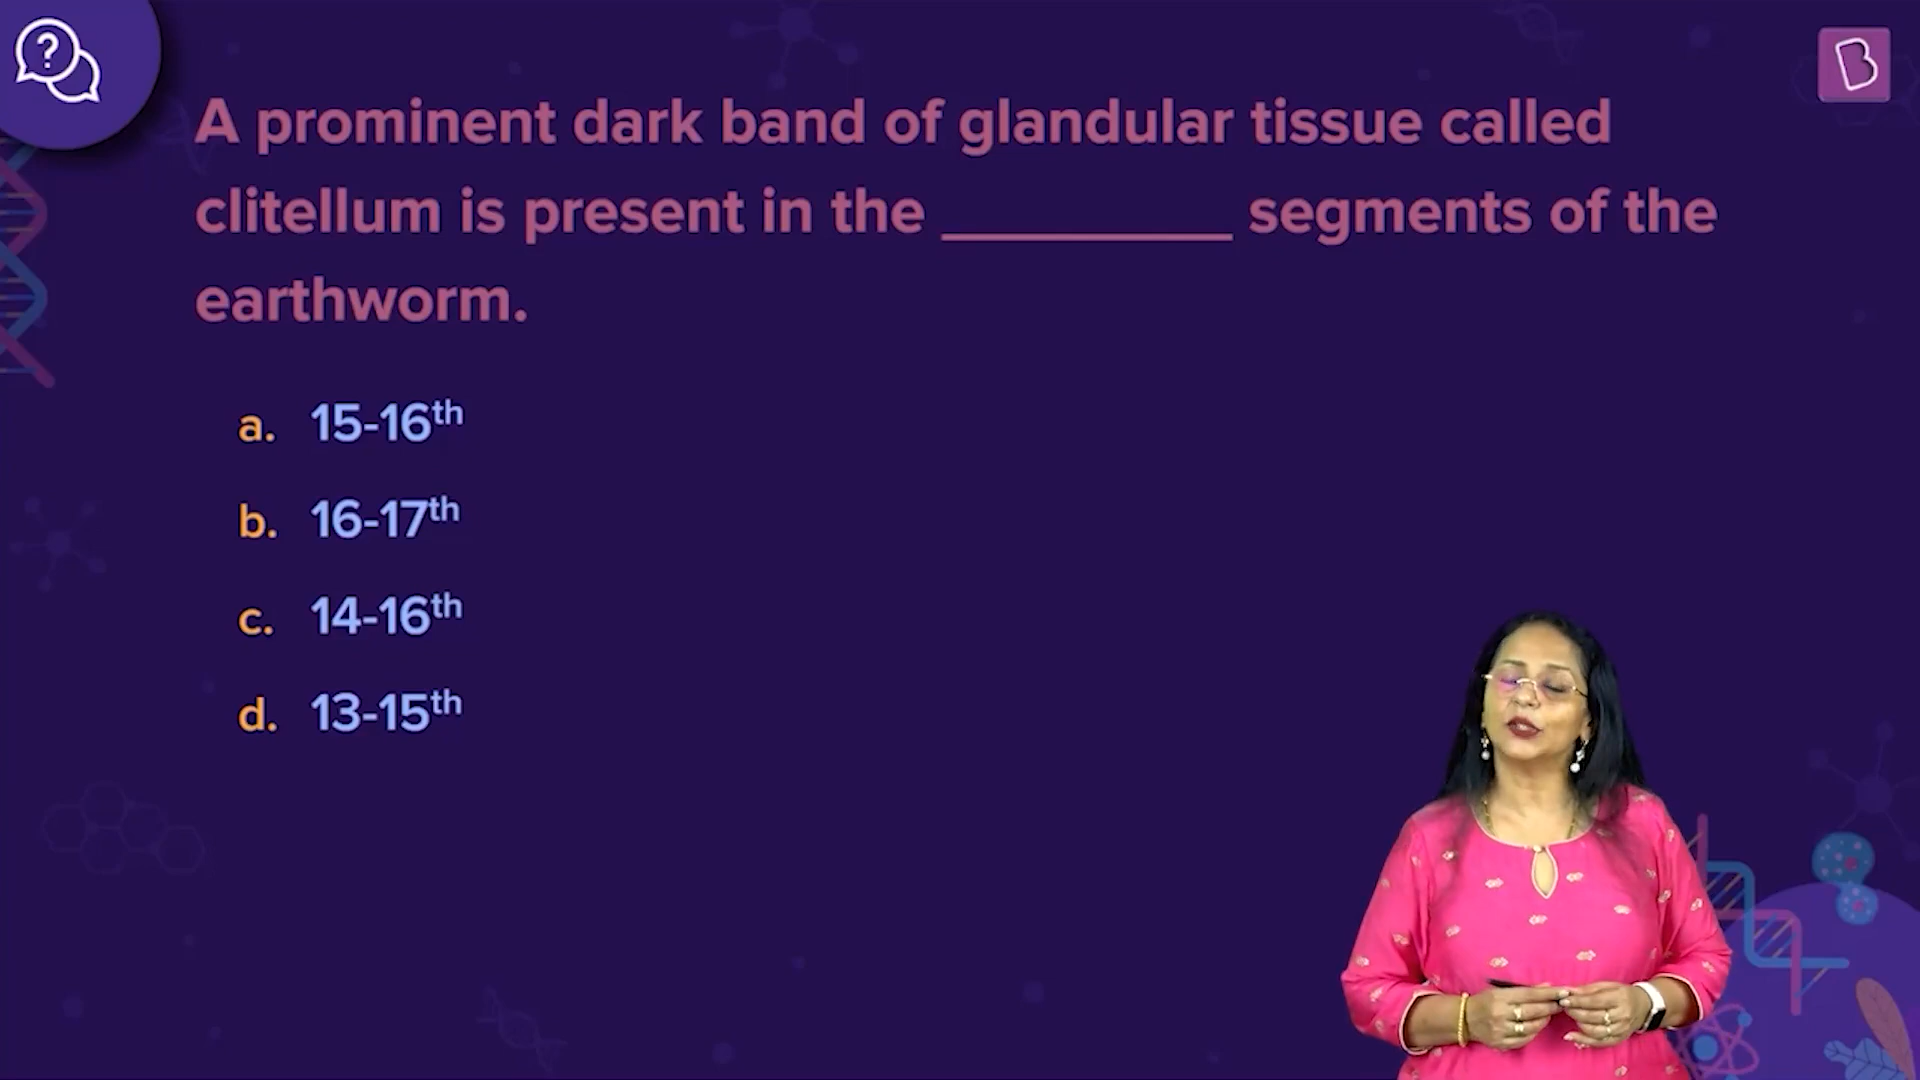 A prominent dark band of glandular tissue called
clitellum is present in the _________ segments of the
earthworm.
a. 15-16th
b. 16-17th
c. 14-16th
d. 13-15th